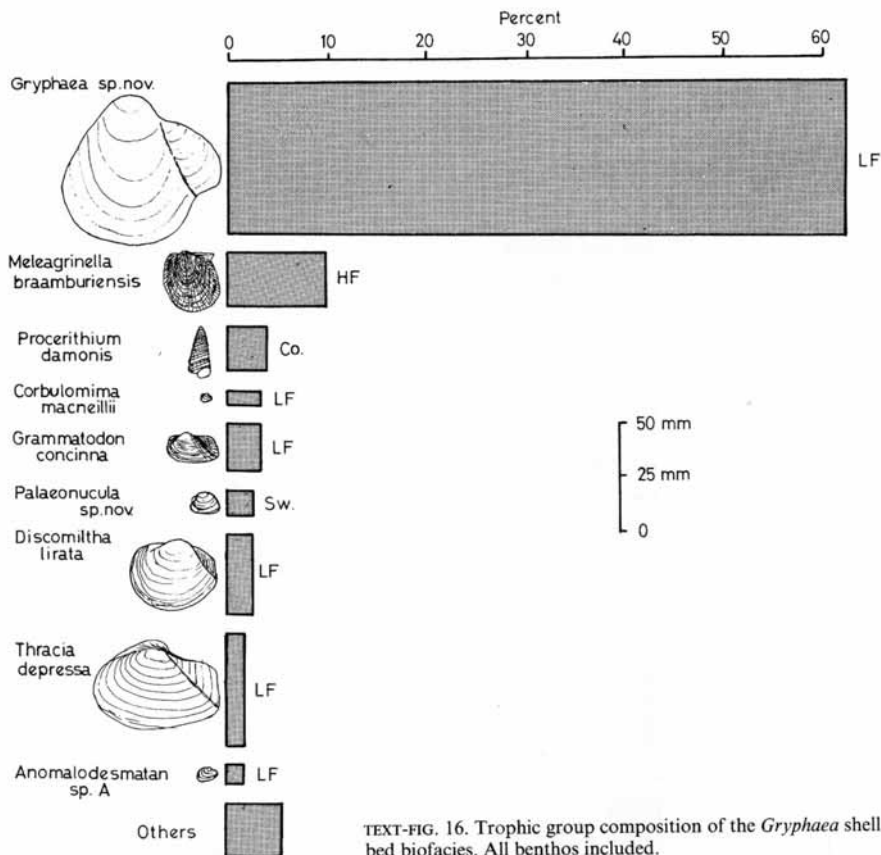 Percent
0 10 20 30 40 50 60
Gryphaea sp.nov.
LF
Meleagrinella
braamburiensis
HF
Procerithium
damonis
Co.
Corbulomima
macneillii
LF
Grammatodon
concinna
LF
Palaeonucula
sp.nov.
Sw.
Discomiltha
lirata
LF
Thracia
depressa
LF
Anomalodesmatan
sp. A
LF
Others
50 mm
25 mm
0
TEXT-FIG. 16. Trophic group composition of the Gryphaea shell
bed biofacies. All benthos included.